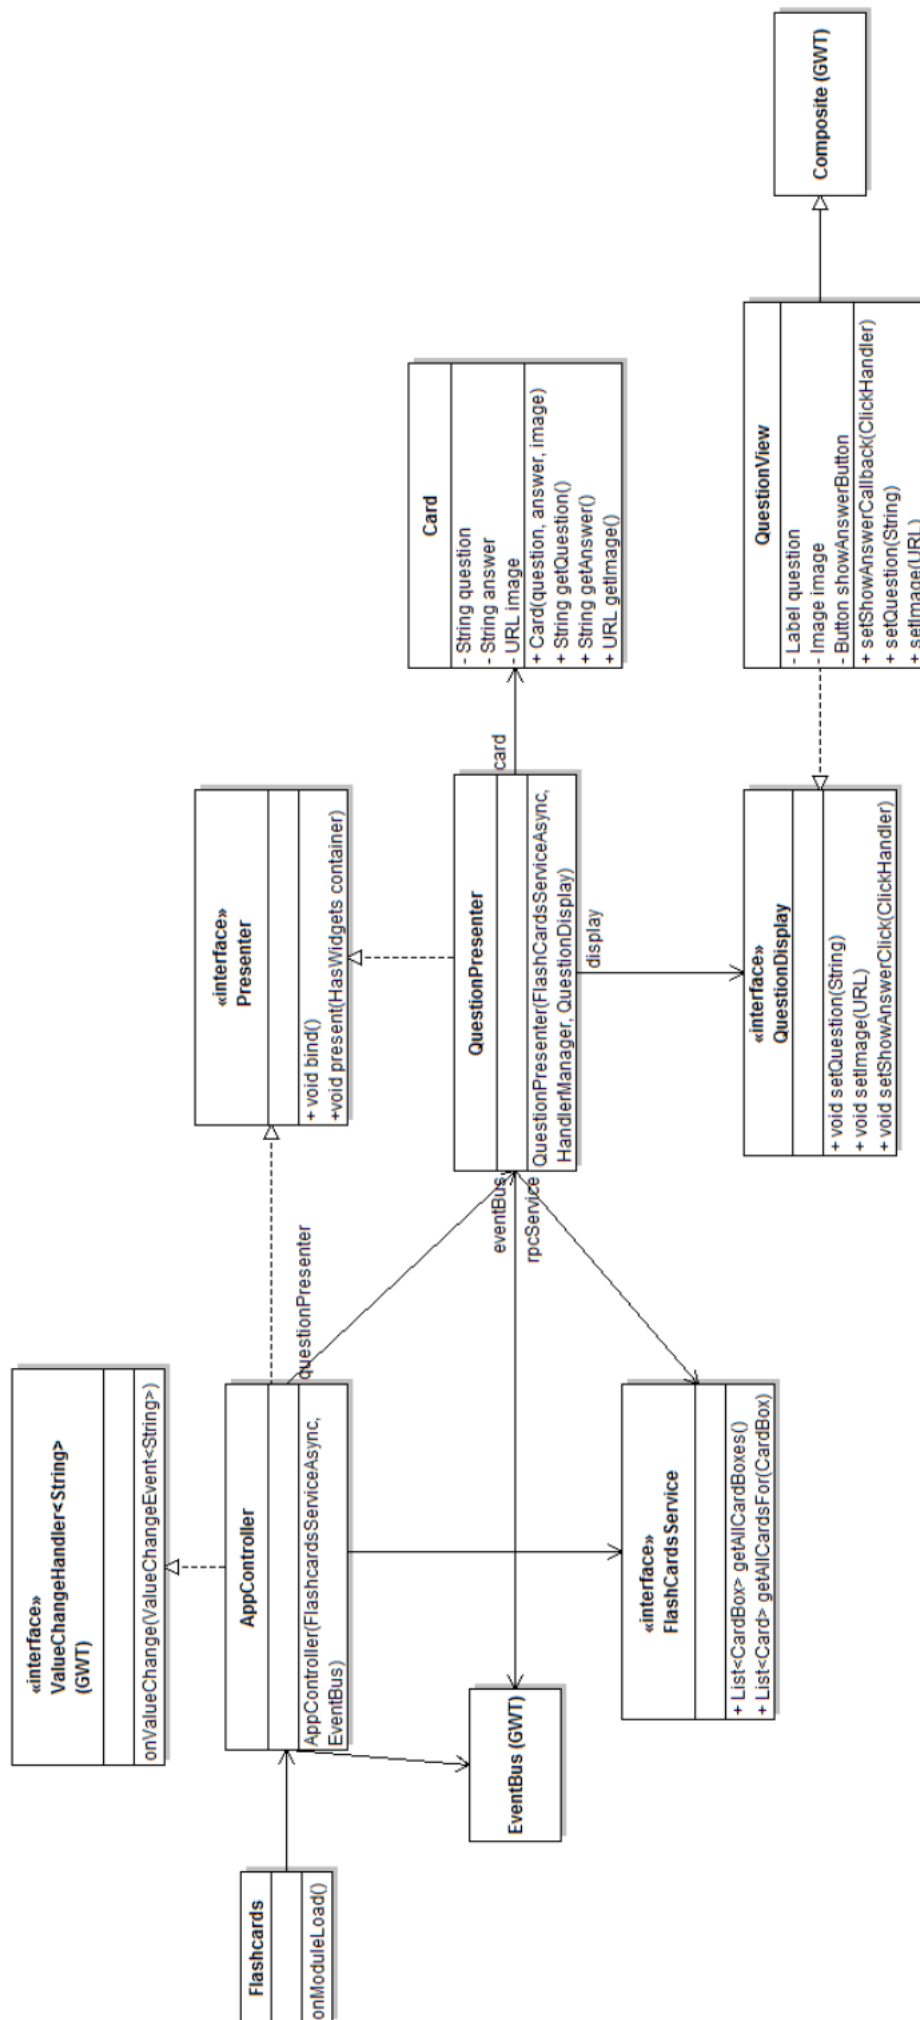 «interface»
ValueChangeHandler<String>
(GWT)
onValueChange(ValueChangeEvent<String>)
Flashcards
onModuleLoad()
AppController
AppController(FlashcardsServiceAsync,
EventBus)
questionPresenter
«interface»
Presenter
+ void bind()
+void present(HasWidgets container)
EventBus (GWT)
eventBus
rpcService
QuestionPresenter
QuestionPresenter(FlashCardsServiceAsync,
HandlerManager, QuestionDisplay)
card
display
Card
- String question
- String answer
- URL image
+ Card(question, answer, image)
+ String getQuestion()
+ String getAnswer()
+ URL getImage()
«interface»
FlashCardsService
+ List<CardBox> getAllCardBoxes()
+ List<Card> getAllCardsFor(CardBox)
«interface»
QuestionDisplay
+ void setQuestion(String)
+ void setImage(URL)
+ void setShowAnswerClick(ClickHandler)
QuestionView
- Label question
- Image image
- Button showAnswerButton
+ setShowAnswerCallback(ClickHandler)
+ setQuestion(String)
+ setImage(URL)
Composite (GWT)